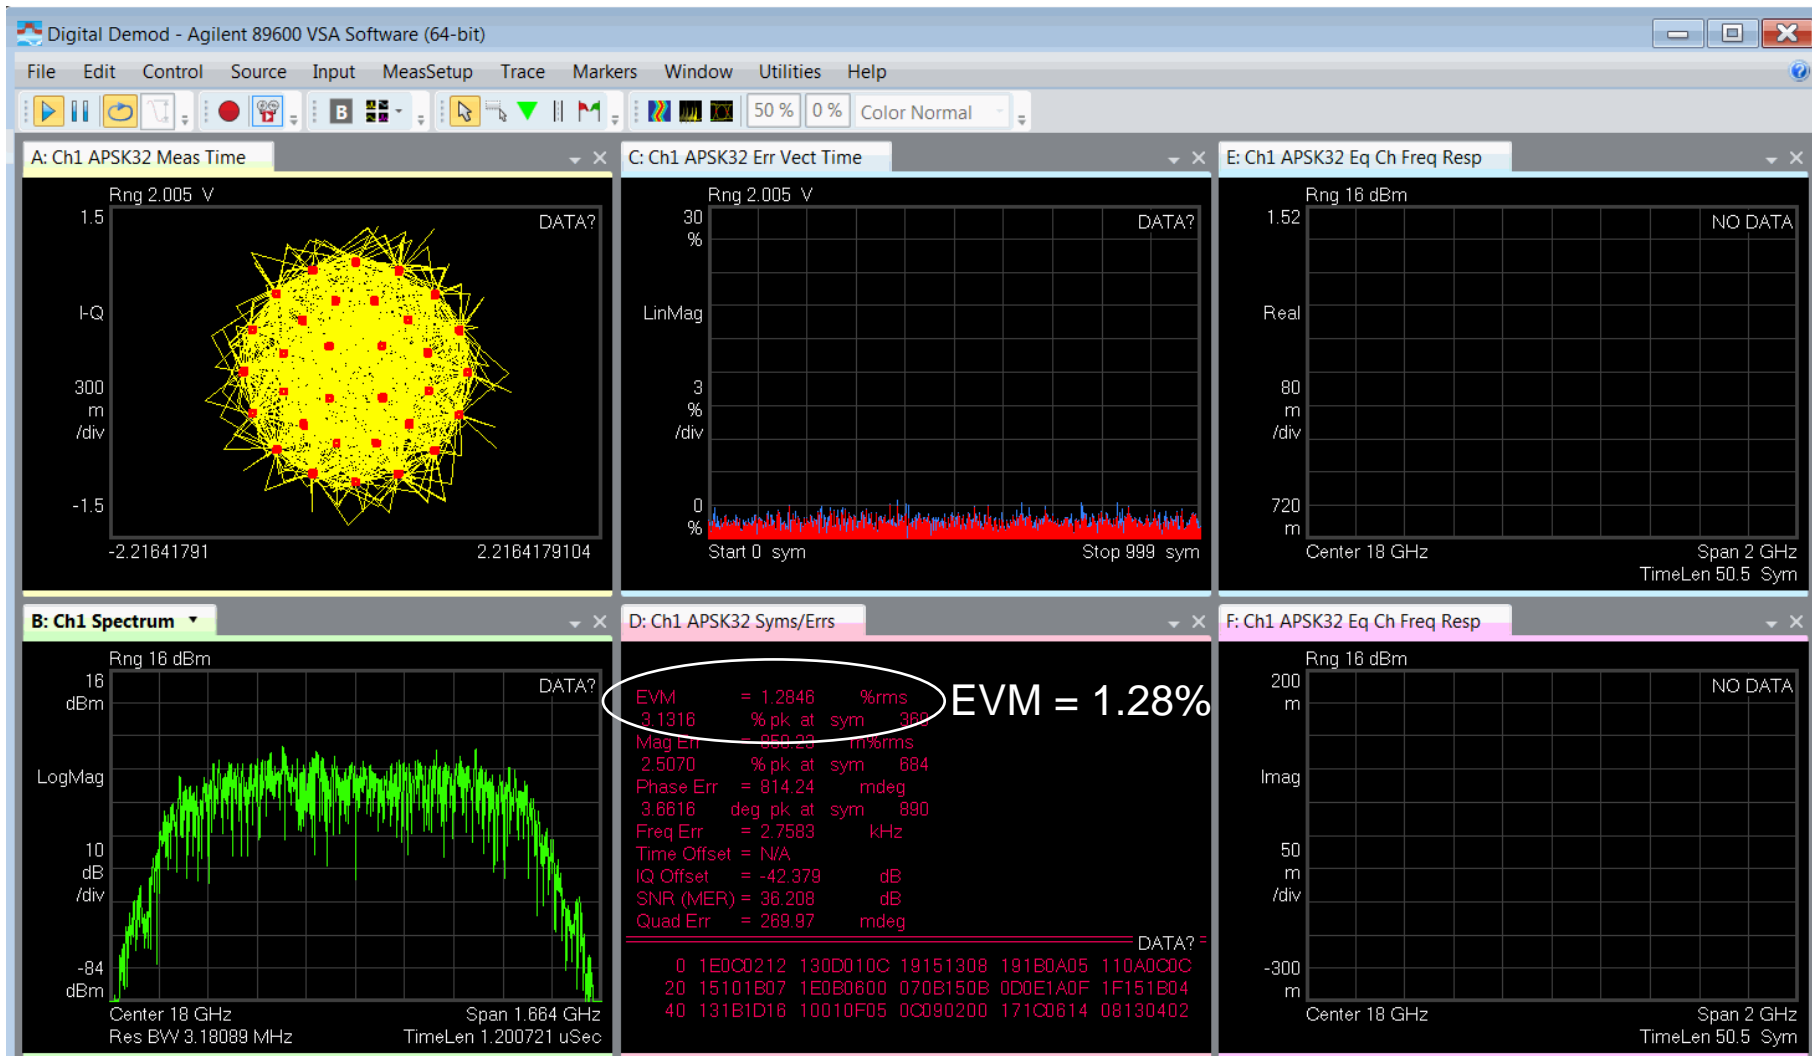 Digital Demod - Agilent 89600 VSA Software (64-bit)
File Edit Control Source Input MeasSetup Trace Markers Window Utilities Help
B 50 % 0 % Color Normal
A: Ch1 APSK32 Meas Time
Rng 2.005 V
1.5
DATA?
I-Q
300
m
/div
-1.5
-2.21641791 2.2164179104
C: Ch1 APSK32 Err Vect Time
Rng 2.005 V
30
%
DATA?
LinMag
3
%
/div
0
%
Start 0 sym Stop 999 sym
E: Ch1 APSK32 Eq Ch Freq Resp
Rng 16 dBm
1.52
NO DATA
Real
80
m
/div
720
m
Center 18 GHz Span 2 GHz
TimeLen 50.5 Sym
B: Ch1 Spectrum
Rng 16 dBm
16
dBm
DATA?
LogMag
10
dB
/div
-84
dBm
Center 18 GHz Span 1.664 GHz
Res BW 3.18089 MHz TimeLen 1.200721 uSec
D: Ch1 APSK32 Syms/Errs
EVM = 1.2846 %rms
EVM = 1.28%
3.1316 % pk at sym 360
Mag Err = 850.23 m%rms
2.5070 % pk at sym 684
Phase Err = 814.24 mdeg
3.6616 deg pk at sym 890
Freq Err = 2.7583 kHz
Time Offset = N/A
IQ Offset = -42.379 dB
SNR (MER) = 36.208 dB
Quad Err = 269.97 mdeg
DATA?
0 1E0C0212 130D010C 19151308 191B0A05 110A0C0C
20 15101B07 1E0B0600 070B150B 0D0E1A0F 1F151B04
40 131B1D16 10010F05 0C090200 171C0614 08130402
F: Ch1 APSK32 Eq Ch Freq Resp
Rng 16 dBm
200
m
NO DATA
Imag
50
m
/div
-300
m
Center 18 GHz Span 2 GHz
TimeLen 50.5 Sym